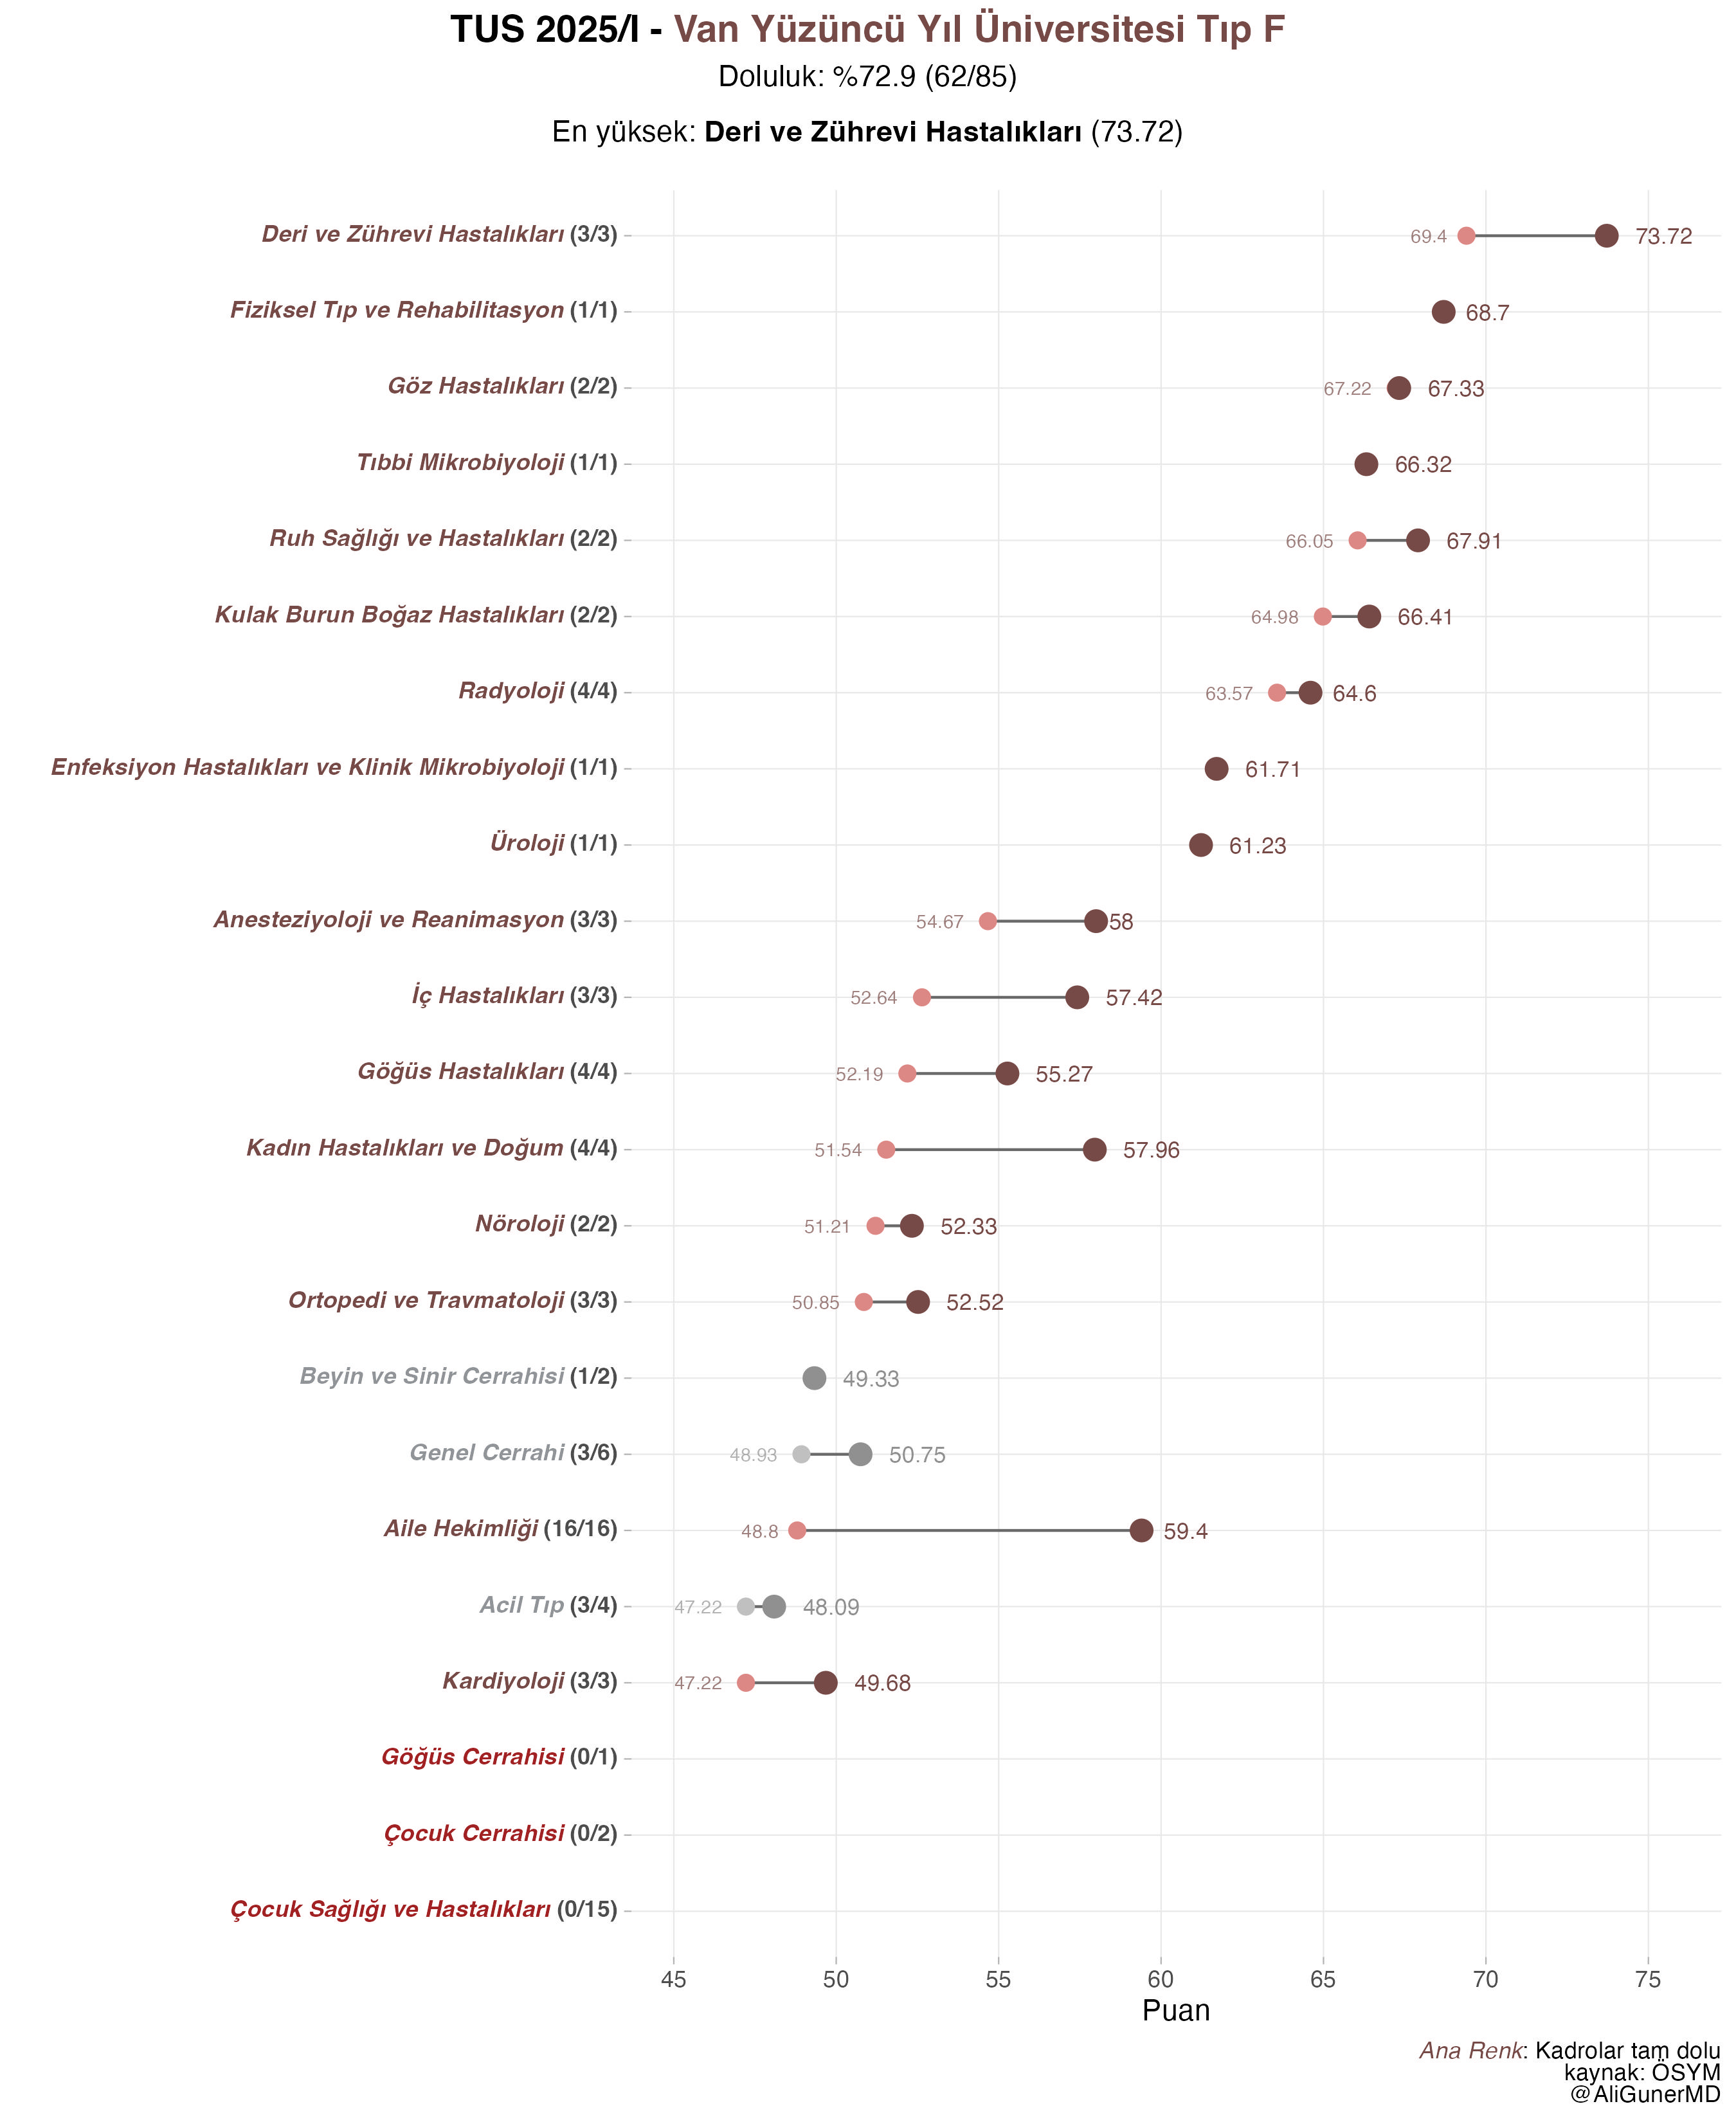 TUS 2025/I - Van Yüzüncü Yıl Üniversitesi Tıp F
Doluluk: %72.9 (62/85)
En yüksek: Deri ve Zührevi Hastalıkları (73.72)
Deri ve Zührevi Hastalıkları (3/3) 69.4 73.72
Fiziksel Tıp ve Rehabilitasyon (1/1) 68.7
Göz Hastalıkları (2/2) 67.22 67.33
Tıbbi Mikrobiyoloji (1/1) 66.32
Ruh Sağlığı ve Hastalıkları (2/2) 66.05 67.91
Kulak Burun Boğaz Hastalıkları (2/2) 64.98 66.41
Radyoloji (4/4) 63.57 64.6
Enfeksiyon Hastalıkları ve Klinik Mikrobiyoloji (1/1) 61.71
Üroloji (1/1) 61.23
Anesteziyoloji ve Reanimasyon (3/3) 54.67 58
İç Hastalıkları (3/3) 52.64 57.42
Göğüs Hastalıkları (4/4) 52.19 55.27
Kadın Hastalıkları ve Doğum (4/4) 51.54 57.96
Nöroloji (2/2) 51.21 52.33
Ortopedi ve Travmatoloji (3/3) 50.85 52.52
Beyin ve Sinir Cerrahisi (1/2) 49.33
Genel Cerrahi (3/6) 48.93 50.75
Aile Hekimliği (16/16) 48.8 59.4
Acil Tıp (3/4) 47.22 48.09
Kardiyoloji (3/3) 47.22 49.68
Göğüs Cerrahisi (0/1)
Çocuk Cerrahisi (0/2)
Çocuk Sağlığı ve Hastalıkları (0/15)
45 50 55 60 65 70 75
Puan
Ana Renk: Kadrolar tam dolu
kaynak: ÖSYM
@AliGunerMD